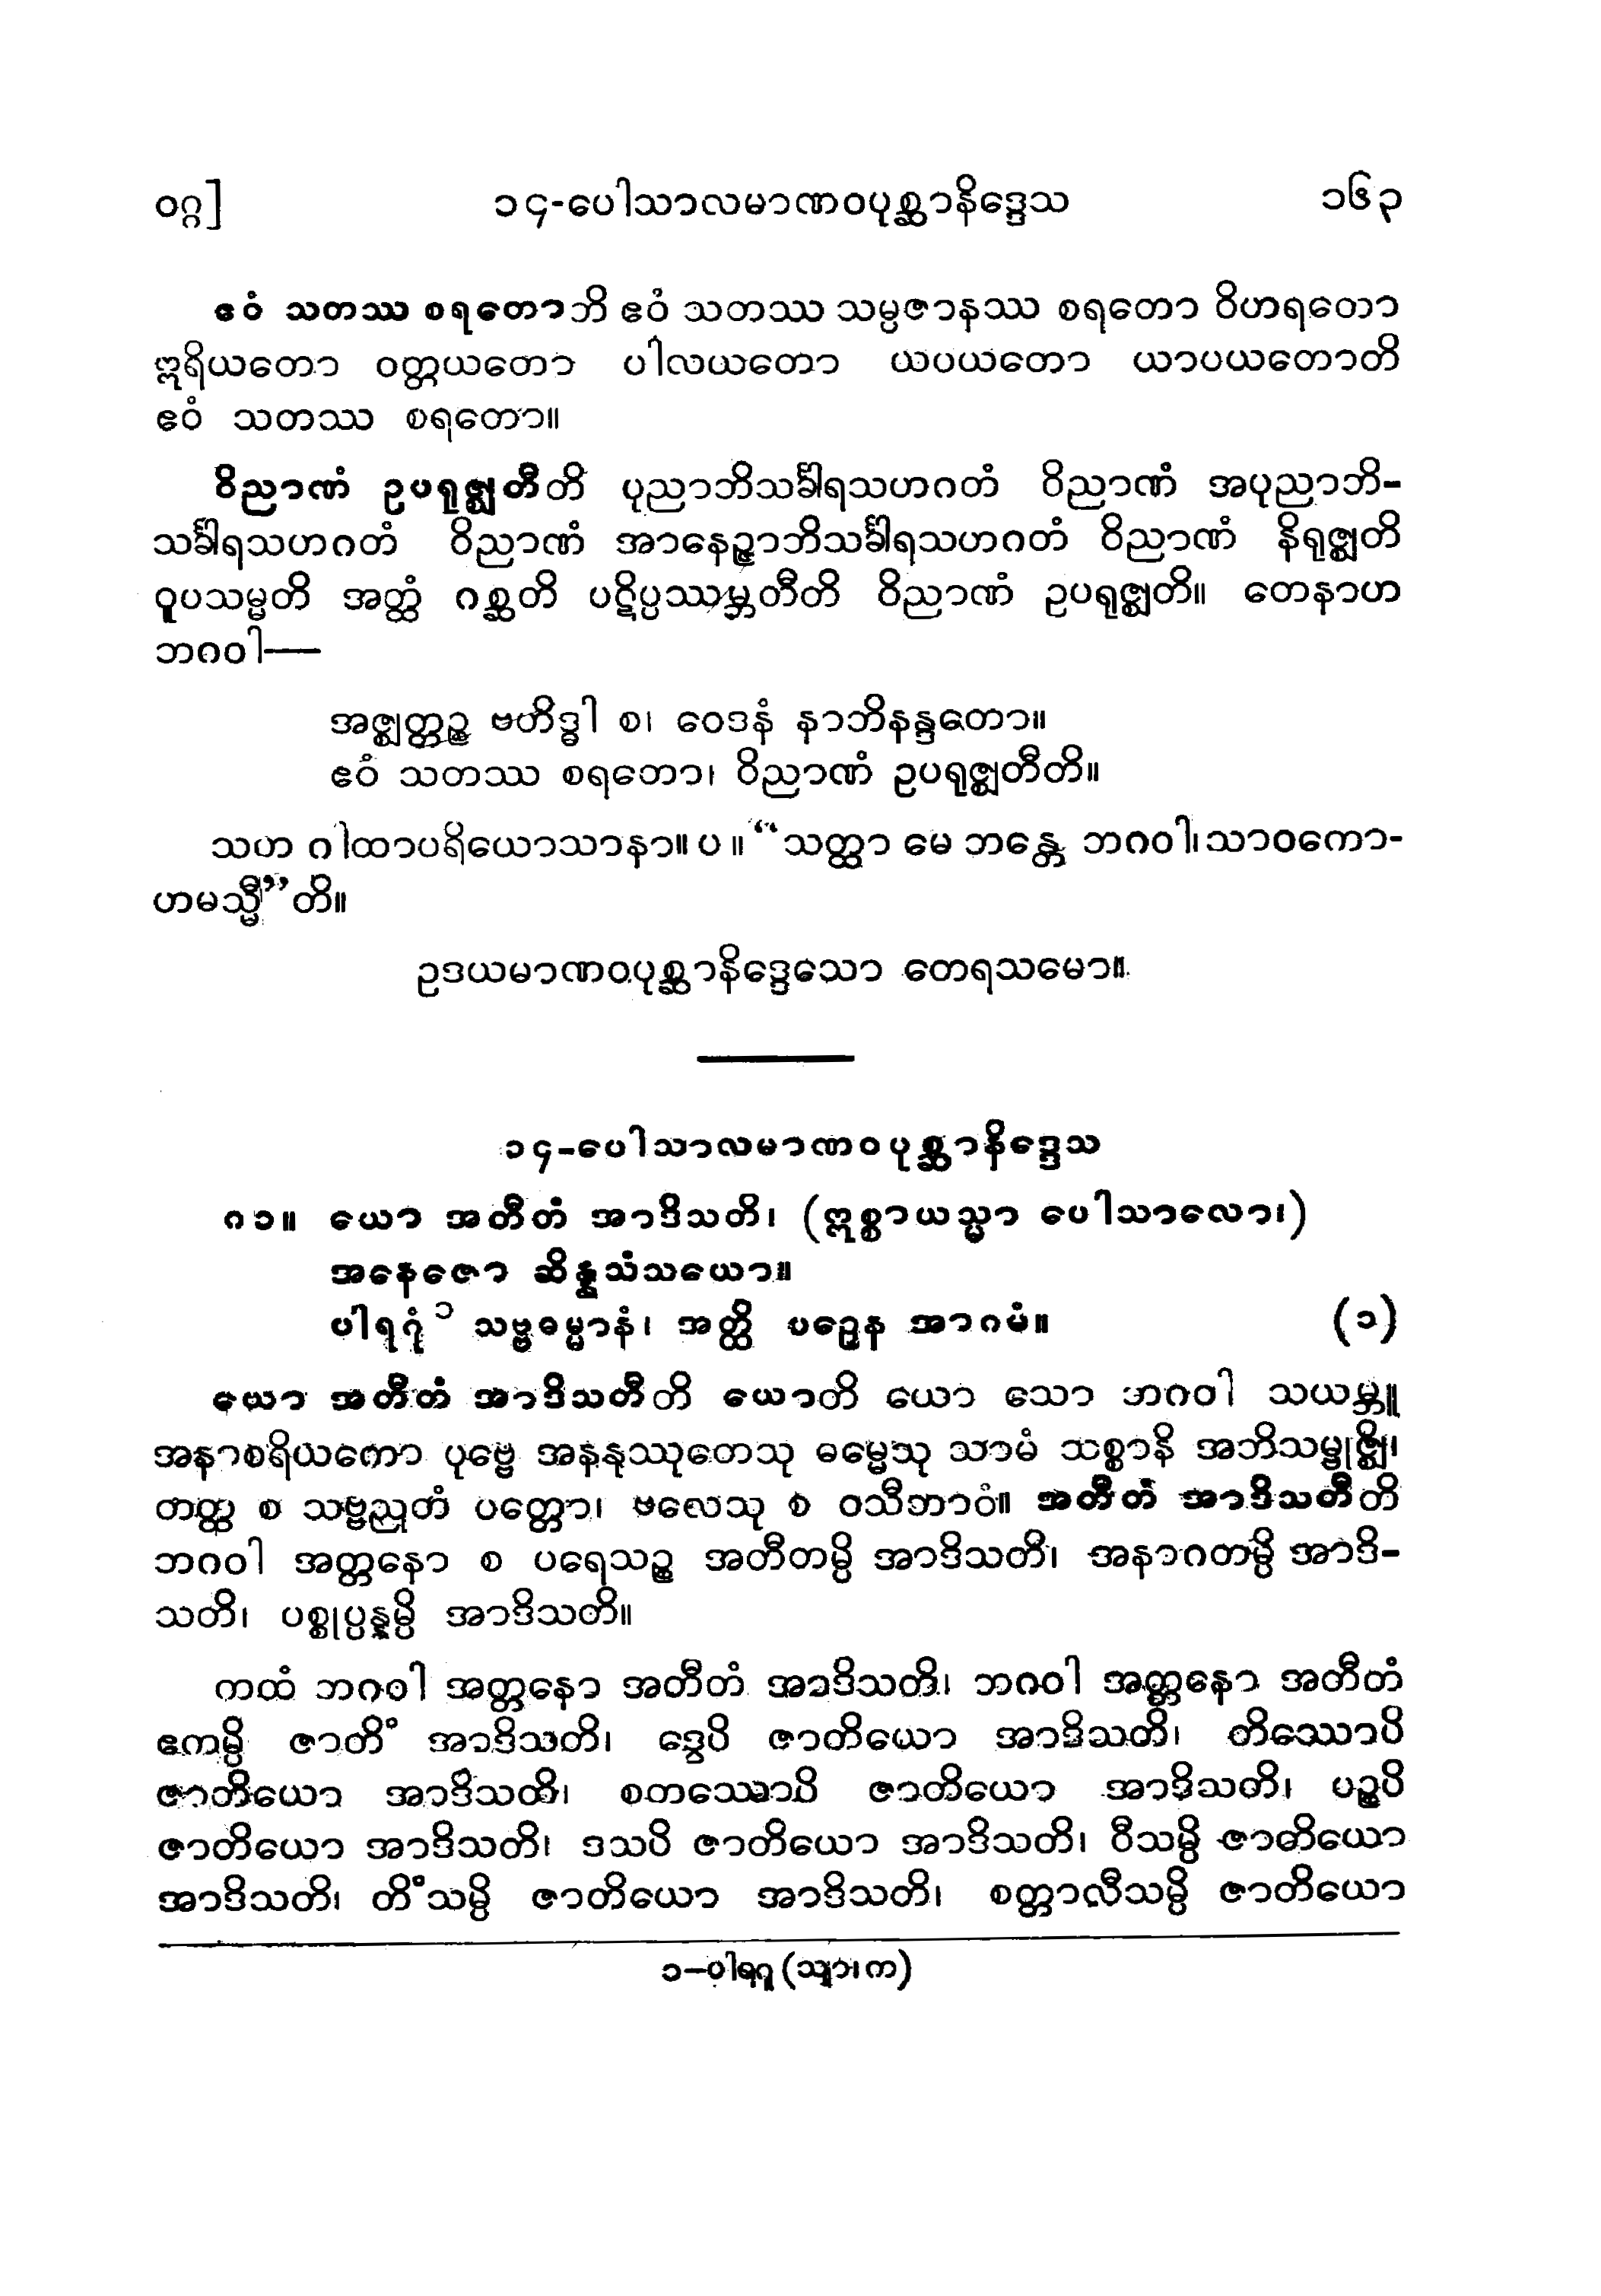 ဝဂ္ဂ] ၁၄-ပေါသာလမာဏဝပုစ္ဆာနိဒ္ဒေသ ၁၆၃
ဧဝံ သတဿ စရတောဘိ ဧဝံ သတဿ သမ္ပဇာနဿ စရတော ဝိဟရတော
ဣရိယတော ဝတ္တယတော ပါလယတော ယပယတော ယာပယတောတိ
ဧဝံ သတဿ စရတော။
ဝိညာဏံ ဥပရုဇ္ဈတီတိ ပုညာဘိသင်္ခါရသဟဂတံ ဝိညာဏံ အပုညာဘိ-
သင်္ခါရသဟဂတံ ဝိညာဏံ အာနေဉ္ဇာဘိသင်္ခါရသဟဂတံ ဝိညာဏံ နိရုဇ္ဈတိ
ဝူပသမ္မတိ အတ္ထံ ဂစ္ဆတိ ပဋိပ္ပဿမ္ဘတီတိ ဝိညာဏံ ဥပရုဇ္ဈတိ။ တေနာဟ
ဘဂဝါ—
အဇ္ဈတ္တဉ္စ ဗဟိဒ္ဓါ စ၊ ဝေဒနံ နာဘိနန္ဒတော။
ဧဝံ သတဿ စရတော၊ ဝိညာဏံ ဥပရုဇ္ဈတီတိ။
သဟ ဂါထာပရိယောသာနာ။ ပ ။ “သတ္ထာ မေ ဘန္တေ ဘဂဝါ၊ သာဝကော-
ဟမသ္မီ”တိ။
ဥဒယမာဏဝပုစ္ဆာနိဒ္ဒေသော တေရသမော။
၁၄-ပေါသာလမာဏဝပုစ္ဆာနိဒ္ဒေသ
ဂ၁။ ယော အတီတံ အာဒိသတိ၊ (ဣစ္စာယသ္မာ ပေါသာလော၊)
အနေဇော ဆိန္နသံသယော။
ပါရဂုံ ၁ သဗ္ဗဓမ္မာနံ၊ အတ္ထိ ပဉှေန အာဂမံ။ (၁)
ယော အတီတံ အာဒိသတီတိ ယောတိ ယော သော ဘဂဝါ သယမ္ဘူ
အနာစရိယကော ပုဗ္ဗေ အနနုဿုတေသု ဓမ္မေသု သာမံ သစ္စာနိ အဘိသမ္ဗုဇ္ဈိ၊
တတ္ထ စ သဗ္ဗညုတံ ပတ္တော၊ ဗလေသု စ ဝသီဘာဝံ။ အတီတံ အာဒိသတီတိ
ဘဂဝါ အတ္တနော စ ပရေသဉ္စ အတီတမ္ပိ အာဒိသတိ၊ အနာဂတမ္ပိ အာဒိ-
သတိ၊ ပစ္စုပ္ပန္နမ္ပိ အာဒိသတိ။
ကထံ ဘဂဝါ အတ္တနော အတီတံ အာဒိသတိ၊ ဘဂဝါ အတ္တနော အတီတံ
ဧကမ္ပိ ဇာတိံ အာဒိသတိ၊ ဒွေပိ ဇာတိယော အာဒိသတိ၊ တိဿောပိ
ဇာတိယော အာဒိသတိ၊ စတဿောပိ ဇာတိယော အာဒိသတိ၊ ပဉ္စပိ
ဇာတိယော အာဒိသတိ၊ ဒသပိ ဇာတိယော အာဒိသတိ၊ ဝီသမ္ပိ ဇာတိယော
အာဒိသတိ၊ တိံသမ္ပိ ဇာတိယော အာဒိသတိ၊ စတ္တာလီသမ္ပိ ဇာတိယော
၁—ပါရဂူ (သျာ၊ က)